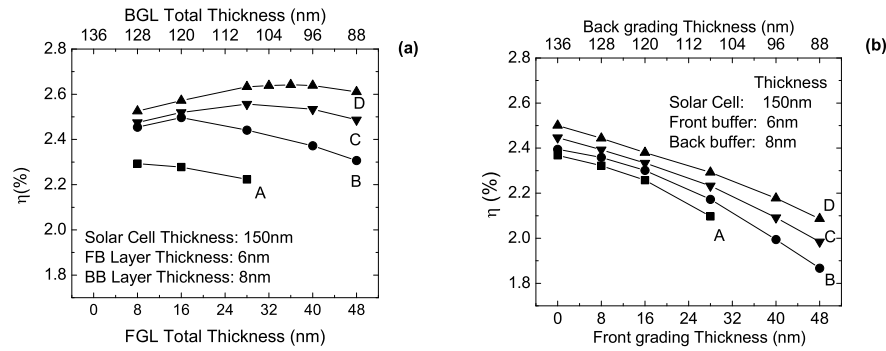 BGL Total Thickness (nm)
136 128 120 112 104 96 88
(a)
2.8
2.6
2.4
2.2
2.0
1.8
η(%)
D
C
B
A
Solar Cell Thickness: 150nm
FB Layer Thickness: 6nm
BB Layer Thickness: 8nm
0 8 16 24 32 40 48
FGL Total Thickness (nm)
Back grading Thickness (nm)
136 128 120 112 104 96 88
(b)
2.8
2.6
2.4
2.2
2.0
1.8
η (%)
Thickness
Solar Cell: 150nm
Front buffer: 6nm
Back buffer: 8nm
D
A
C
B
0 8 16 24 32 40 48
Front grading Thickness (nm)